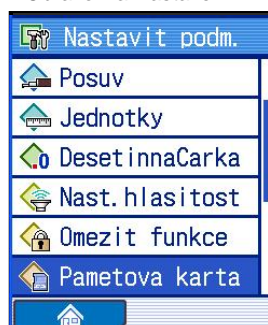 Nastavit podm.
Posuv
Jednotky
DesetinnaCarka
Nast.hlasitost
Omezit funkce
Pametova karta